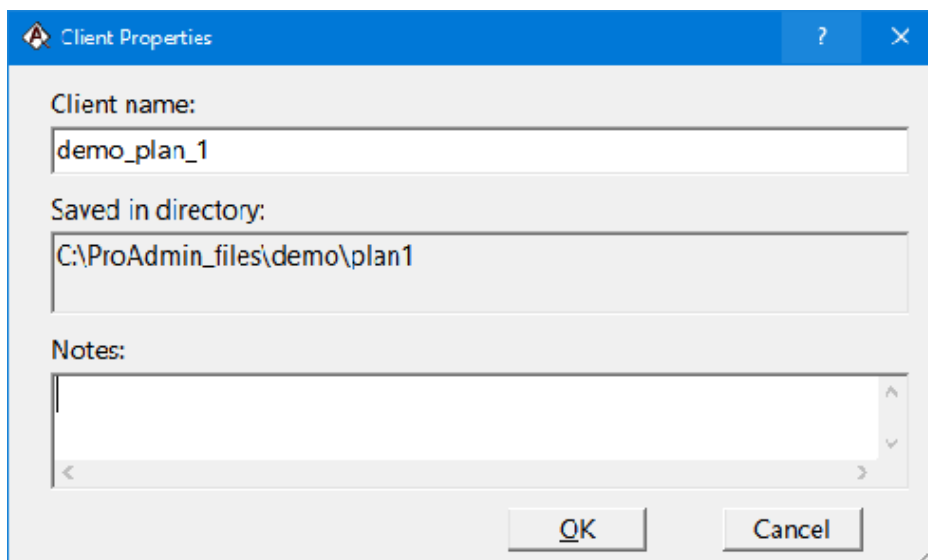 Client Properties
?
Client name:
demo_plan_1
Saved in directory:
C:\ProAdmin_files\demo\plan1
Notes:
OK Cancel